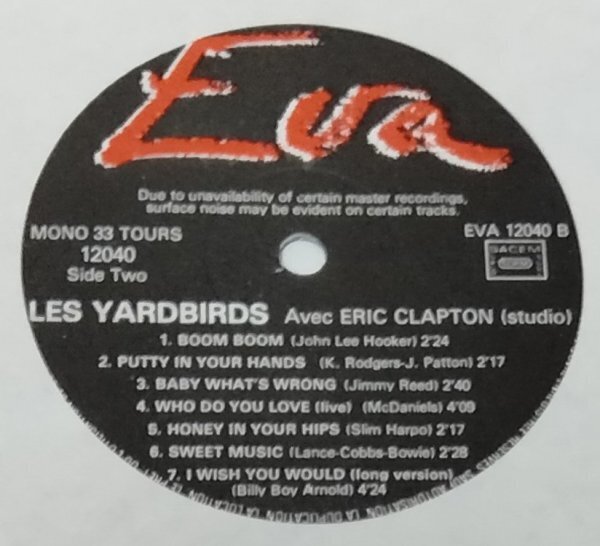 Eva
Due to unavailability of certain master recordings,
surface noise may be evident on certain tracks.
MONO 33 TOURS
12040
Side Two
EVA 12040 B
SACEM
LES YARDBIRDS Avec ERIC CLAPTON (studio)
1. BOOM BOOM (John Lee Hooker) 2'24
2. PUTTY IN YOUR HANDS (K. Rodgers-J. Patton) 2'17
3. BABY WHAT'S WRONG (Jimmy Reed) 2'40
4. WHO DO YOU LOVE (live) (McDaniels) 4'09
5. HONEY IN YOUR HIPS (Slim Harpo) 2'17
6. SWEET MUSIC (Lance-Cobbs-Bowie) 2'28
7. I WISH YOU WOULD (long version)
(Billy Boy Arnold) 4'24
LA DUPLICATION LA LOCATION